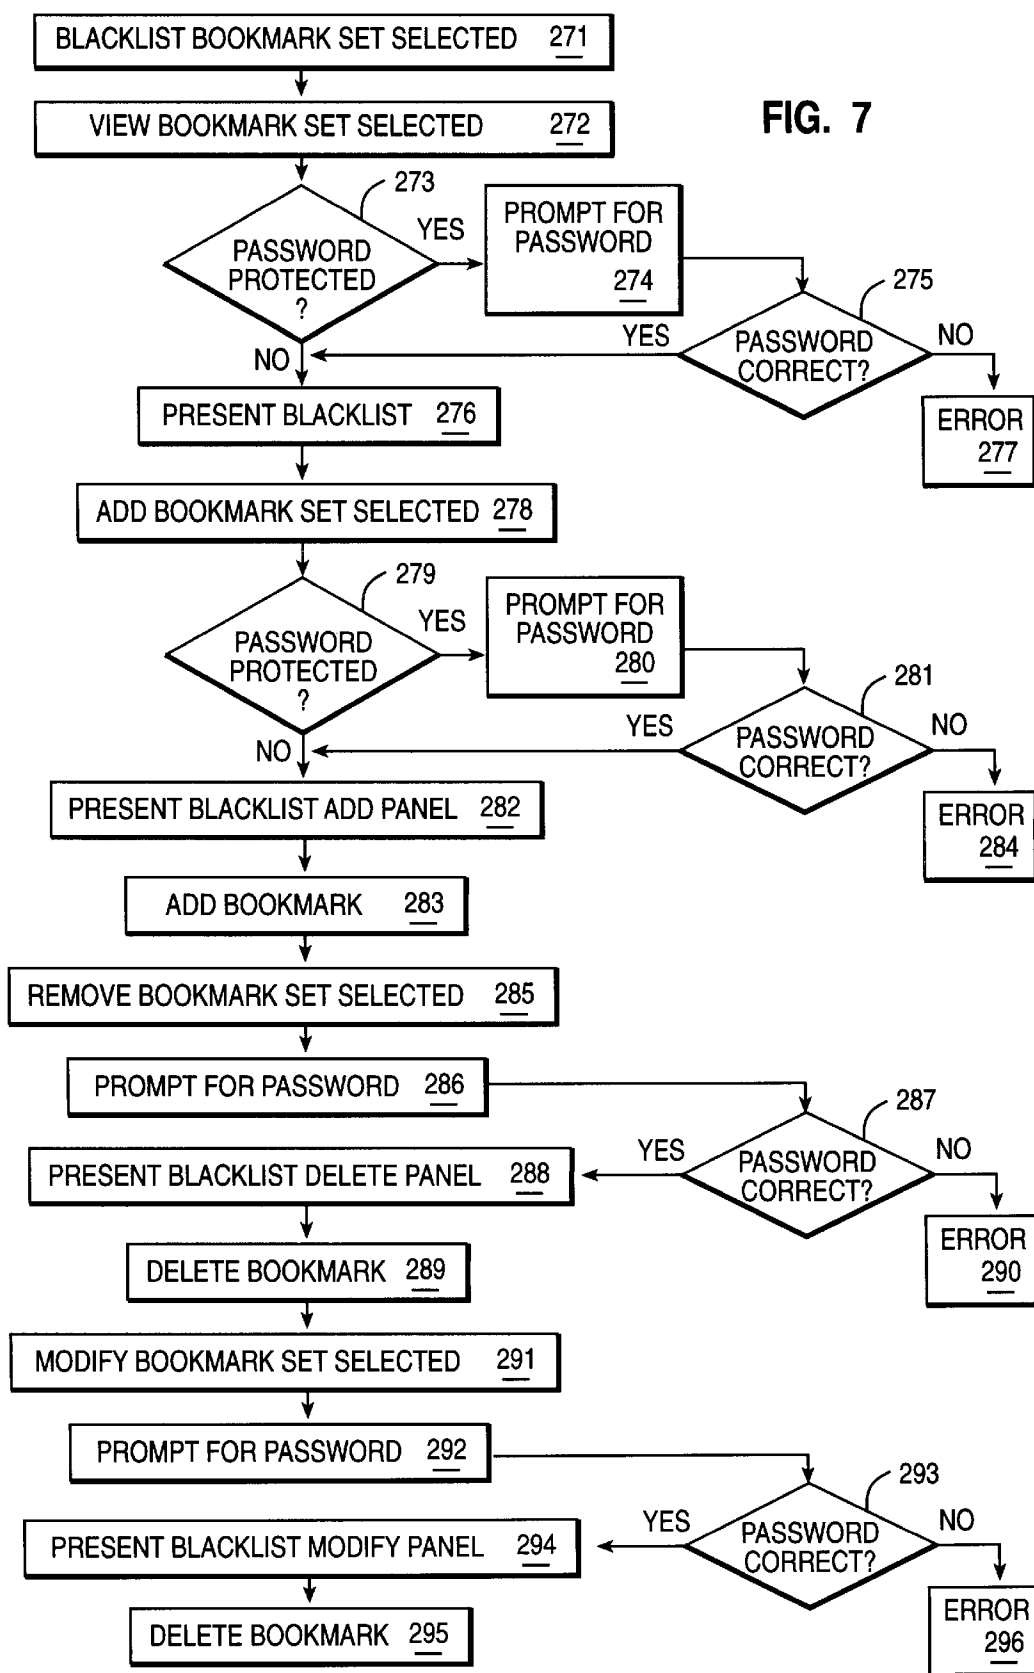 BLACKLIST BOOKMARK SET SELECTED 271
VIEW BOOKMARK SET SELECTED 272
FIG. 7
273
PASSWORD
PROTECTED
?
YES
PROMPT FOR
PASSWORD
274
275
PASSWORD
CORRECT?
YES
NO
NO
ERROR
277
PRESENT BLACKLIST 276
ADD BOOKMARK SET SELECTED 278
279
PASSWORD
PROTECTED
?
YES
PROMPT FOR
PASSWORD
280
281
PASSWORD
CORRECT?
YES
NO
NO
ERROR
284
PRESENT BLACKLIST ADD PANEL 282
ADD BOOKMARK 283
REMOVE BOOKMARK SET SELECTED 285
PROMPT FOR PASSWORD 286
287
PASSWORD
CORRECT?
YES
NO
PRESENT BLACKLIST DELETE PANEL 288
ERROR
290
DELETE BOOKMARK 289
MODIFY BOOKMARK SET SELECTED 291
PROMPT FOR PASSWORD 292
293
PASSWORD
CORRECT?
YES
NO
PRESENT BLACKLIST MODIFY PANEL 294
ERROR
296
DELETE BOOKMARK 295